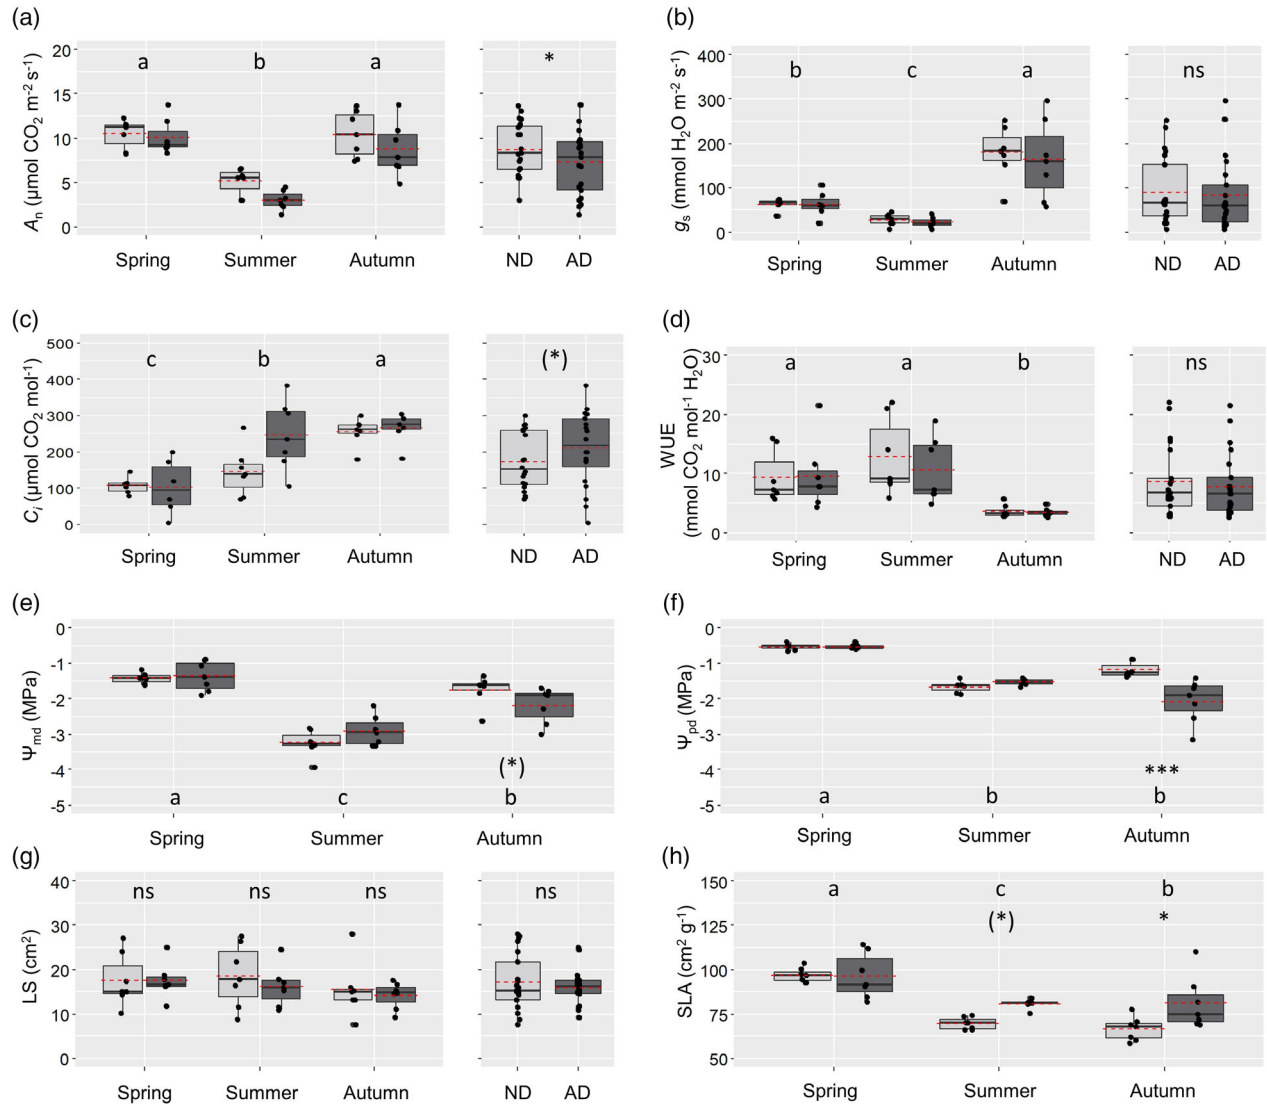 (a)
20
15
10
5
0
An (µmol CO2 m-2 s-1)
a b a
*
Spring Summer Autumn ND AD
(b)
400
300
200
100
0
gs (mmol H2O m-2 s-1)
b c a
ns
Spring Summer Autumn ND AD
(c)
500
400
300
200
100
0
Ci (µmol CO2 mol-1)
c b a
(*)
Spring Summer Autumn ND AD
(d)
30
20
10
0
WUE
(mmol CO2 mol-1 H2O)
a a b
ns
Spring Summer Autumn ND AD
(e)
0
-1
-2
-3
-4
-5
Ψmd (MPa)
(*)
a c b
Spring Summer Autumn
(f)
0
-1
-2
-3
-4
-5
Ψpd (MPa)
***
a b b
Spring Summer Autumn
(g)
40
30
20
10
0
LS (cm2)
ns ns ns
ns
Spring Summer Autumn ND AD
(h)
150
125
100
75
50
SLA (cm2 g-1)
a c b
(*) *
Spring Summer Autumn